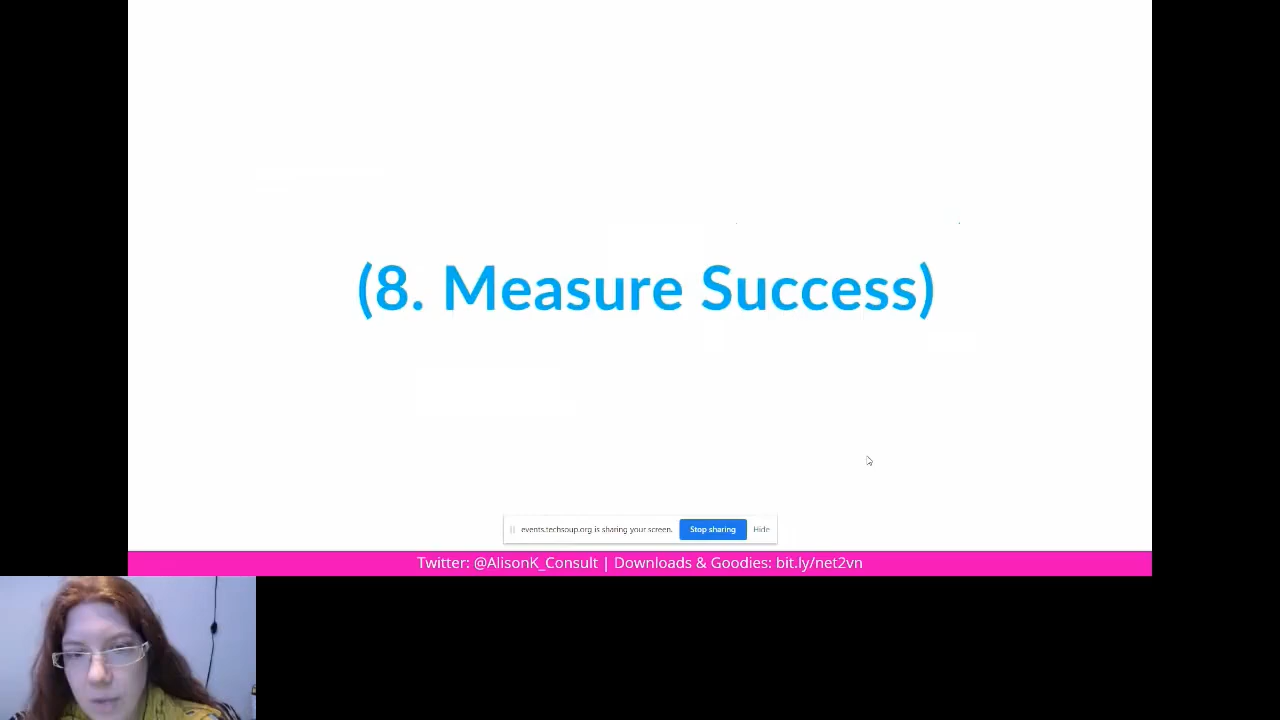 (8. Measure Success)
events.techsoup.org is sharing your screen. Stop sharing Hide
Twitter: @AlisonK_Consult | Downloads & Goodies: bit.ly/net2vn